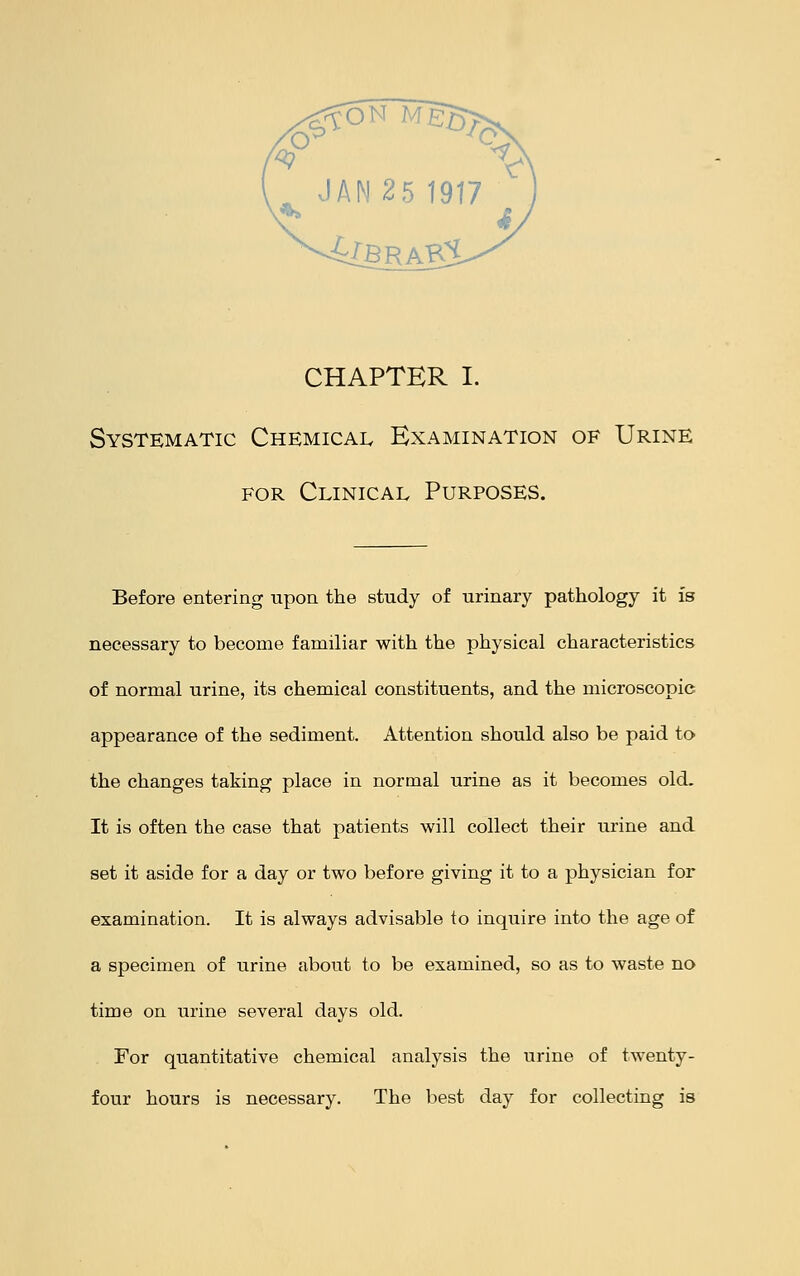 BOSTON MEDICAL
JAN 25 1917
LIBRARY
CHAPTER I.
Systematic Chemical Examination of Urine
for Clinical Purposes.
Before entering upon the study of urinary pathology it is
necessary to become familiar with the physical characteristics
of normal urine, its chemical constituents, and the microscopic
appearance of the sediment. Attention should also be paid to
the changes taking place in normal urine as it becomes old.
It is often the case that patients will collect their urine and
set it aside for a day or two before giving it to a physician for
examination. It is always advisable to inquire into the age of
a specimen of urine about to be examined, so as to waste no
time on urine several days old.
For quantitative chemical analysis the urine of twenty-
four hours is necessary. The best day for collecting is